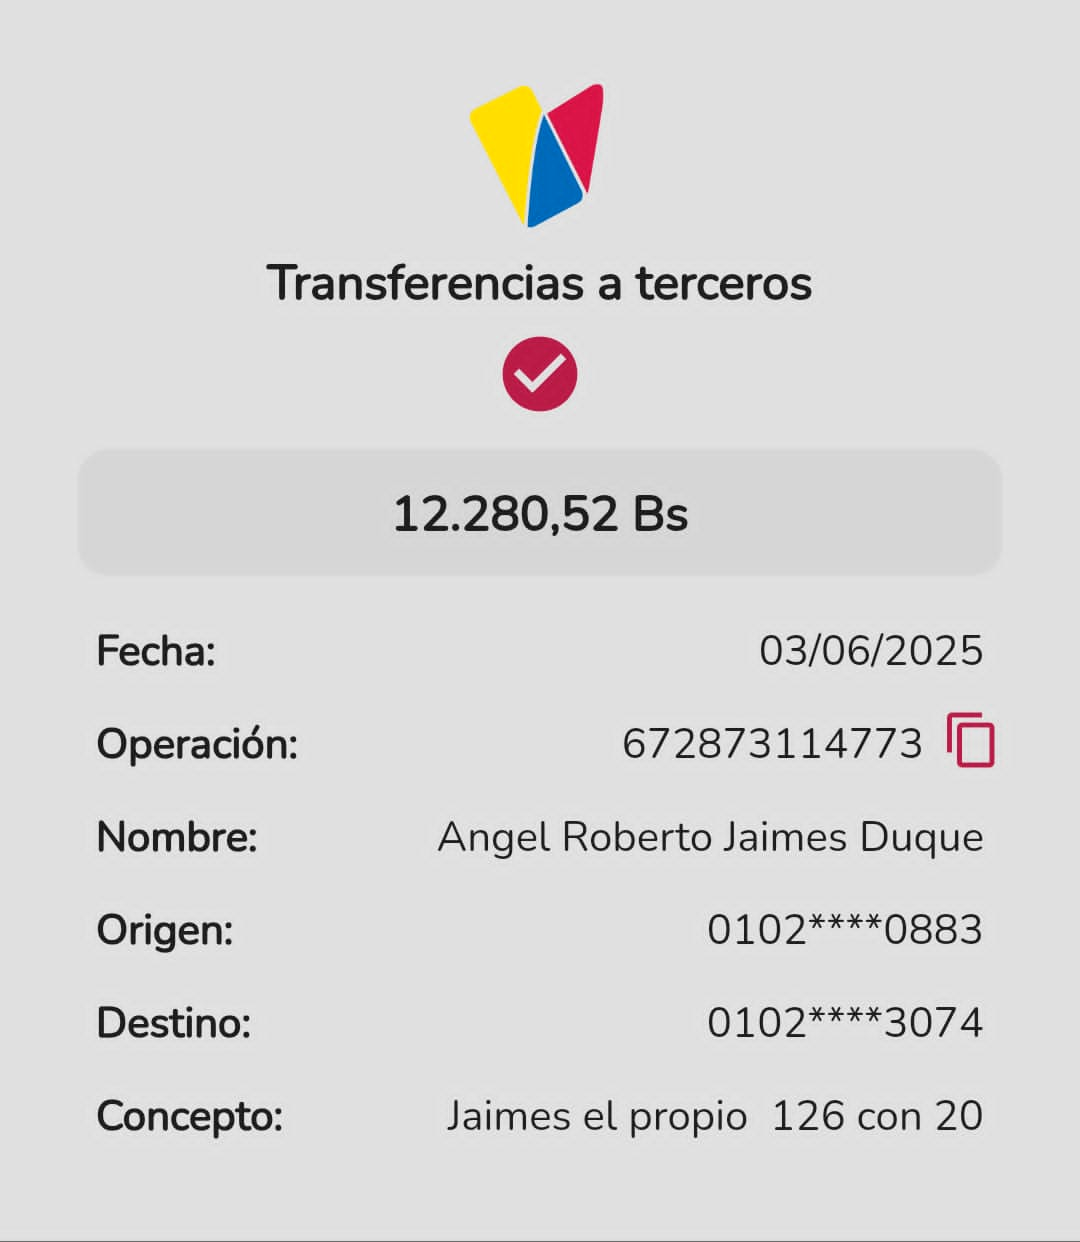 Transferencias a terceros
12.280,52 Bs
Fecha: 03/06/2025
Operación: 672873114773
Nombre: Angel Roberto Jaimes Duque
Origen: 0102****0883
Destino: 0102****3074
Concepto: Jaimes el propio  126 con 20